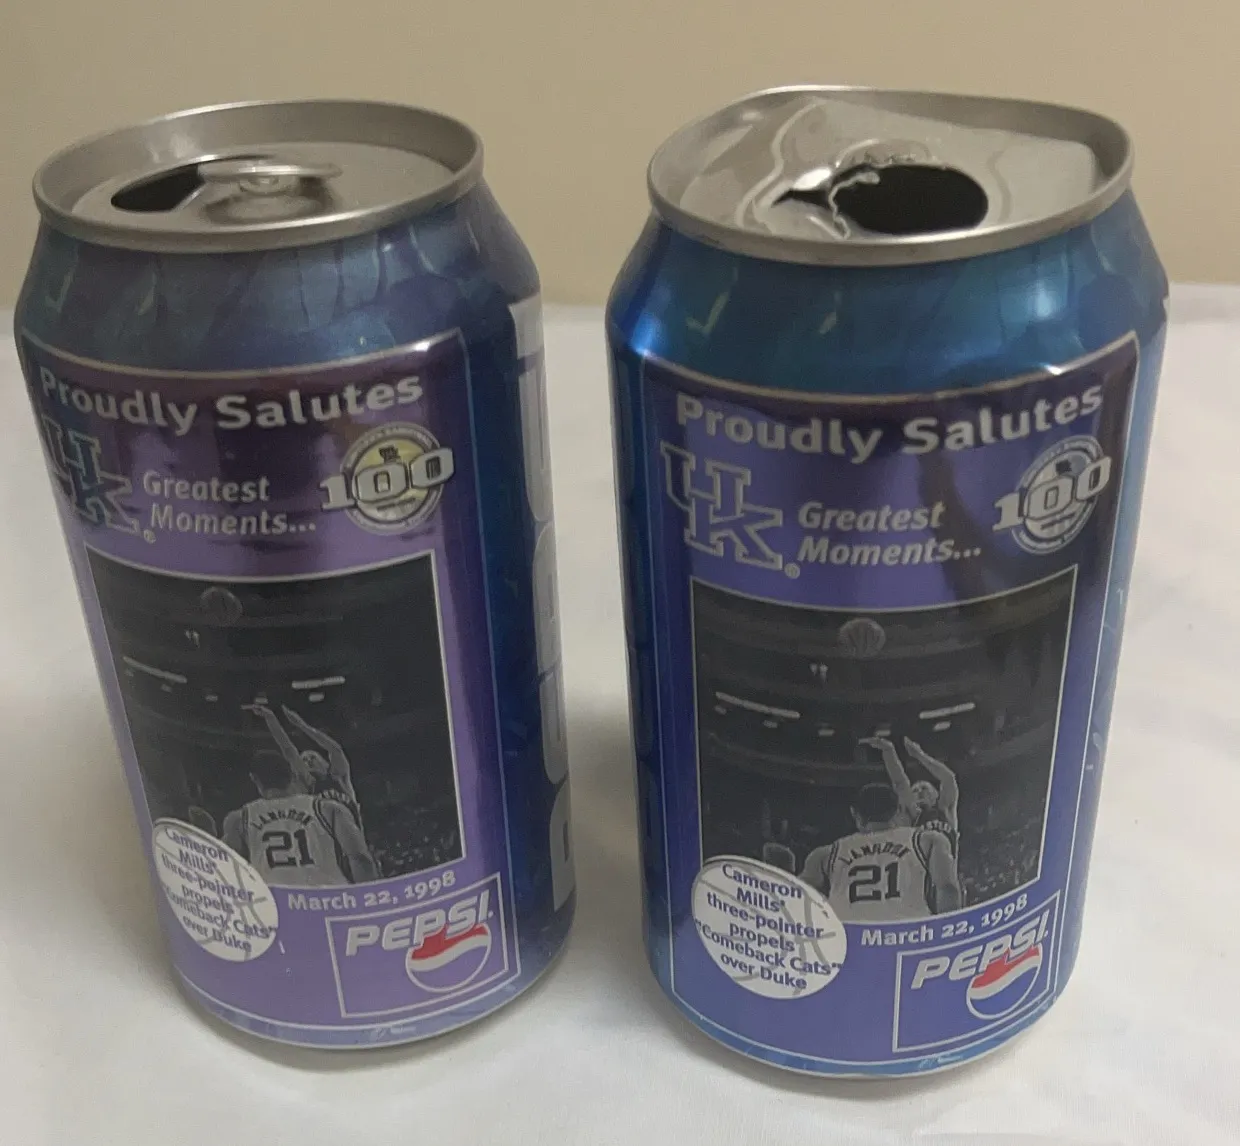 Proudly Salutes
UK
®
Greatest
Moments...
100
LANGDON
21
Cameron
Mills'
three-pointer
propels
"Comeback Cats"
over Duke
March 22, 1998
PEPSI
Proudly Salutes
UK
®
Greatest
Moments...
100
LANGDON
21
Cameron
Mills'
three-pointer
propels
"Comeback Cats"
over Duke
March 22, 1998
PEPSI